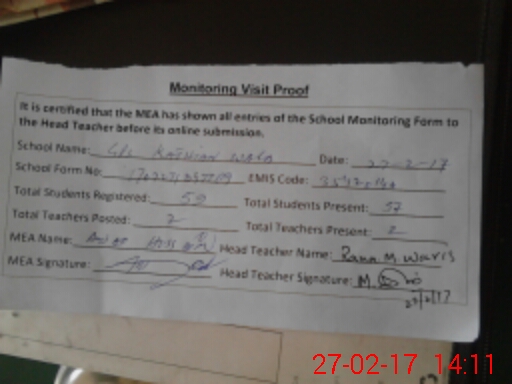 Monitoring Visit Proof
It is certified that the MEA has shown all entries of the School Monitoring Form to
the Head Teacher before its online submission.
School Name: Date: 27-2-17
School Form No: EMIS Code:
Total Students Registered: 59 Total Students Present: 57
Total Teachers Posted: 2 Total Teachers Present: 2
MEA Name: Head Teacher Name: Rana M. Waris
MEA Signature: Head Teacher Signature: M.
27-02-17 14:11